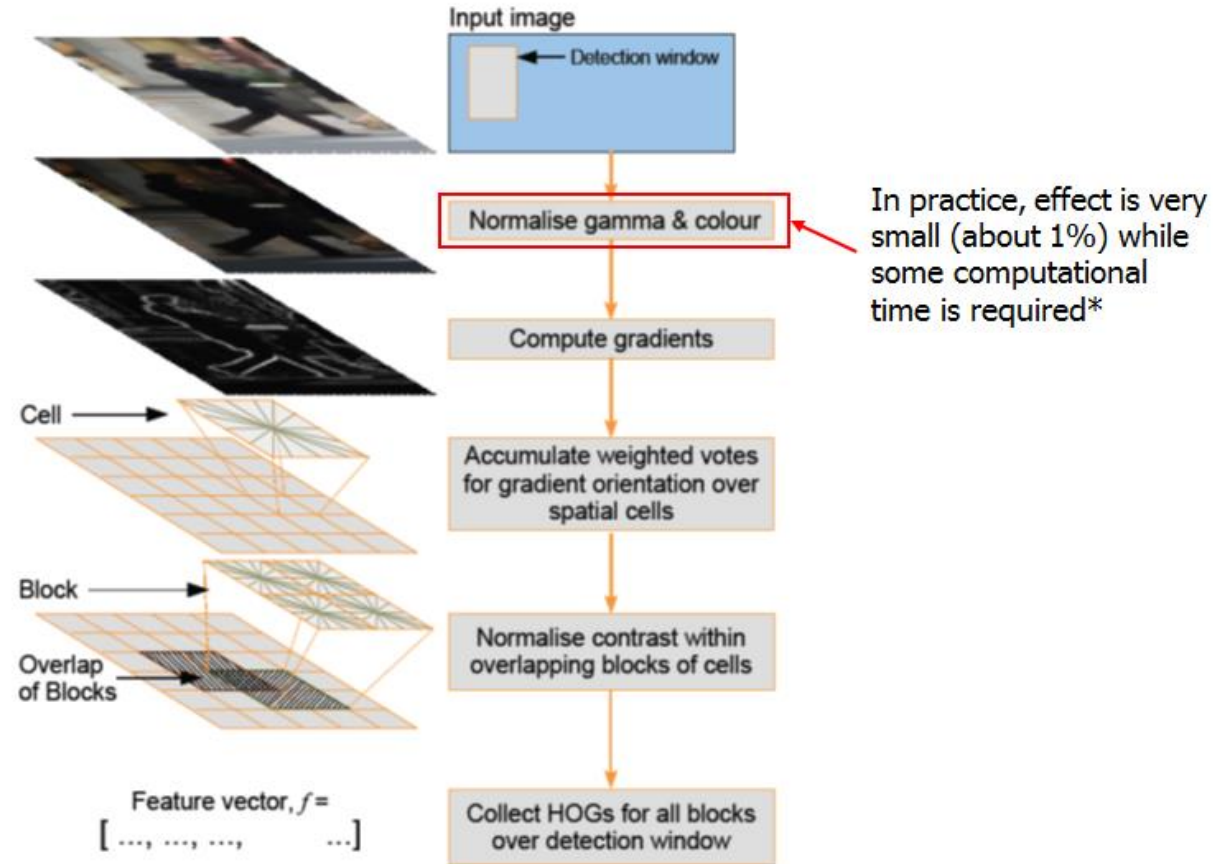 Input image
Detection window
Normalise gamma & colour
In practice, effect is very
small (about 1%) while
some computational
time is required*
Compute gradients
Cell
Accumulate weighted votes
for gradient orientation over
spatial cells
Block
Normalise contrast within
overlapping blocks of cells
Overlap
of Blocks
Feature vector, f =
[ ..., ..., ..., ...]
Collect HOGs for all blocks
over detection window